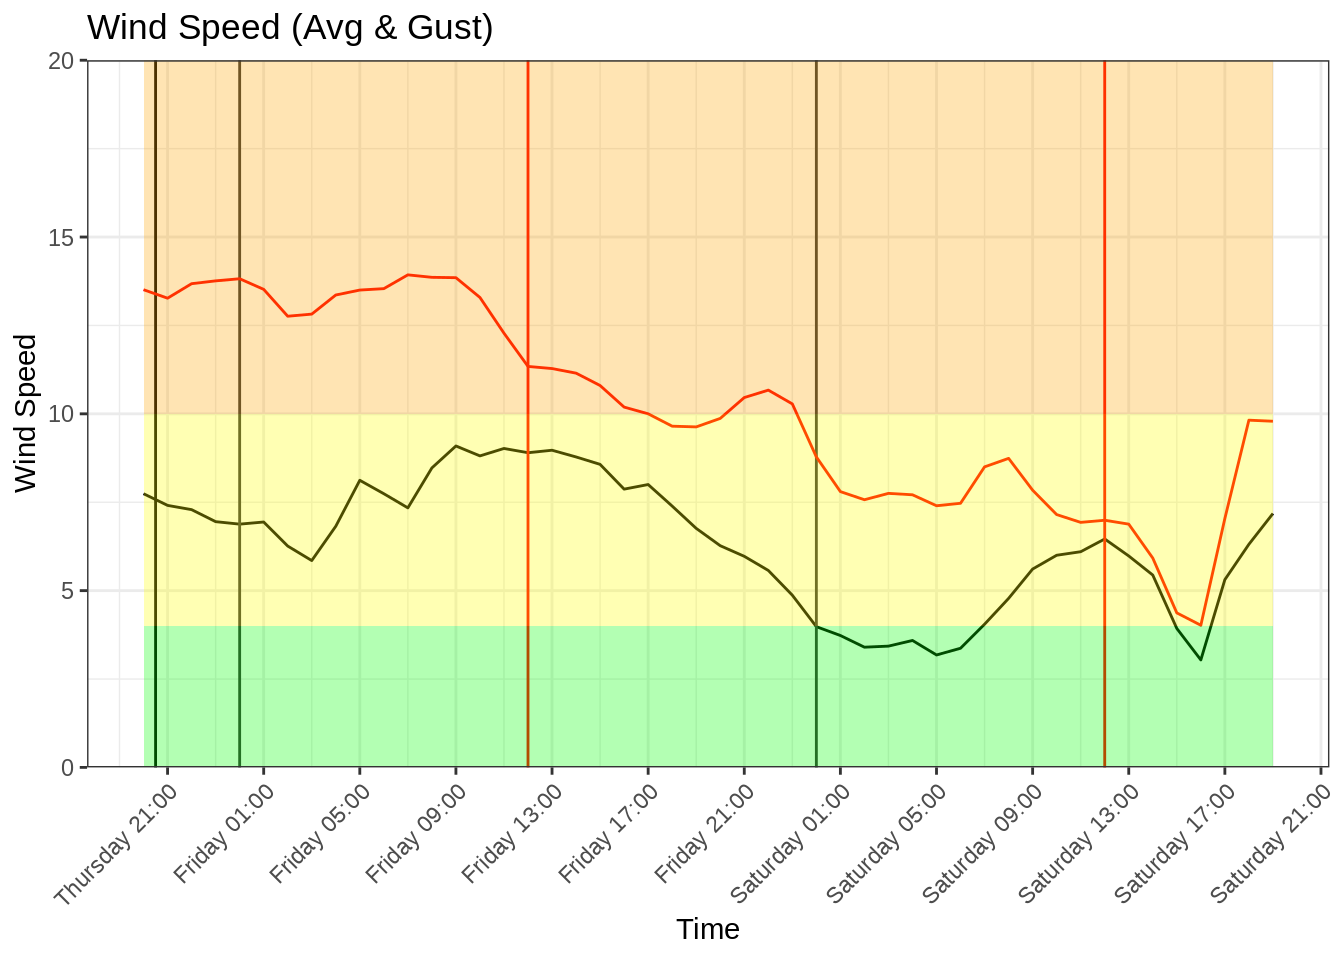 Wind Speed (Avg & Gust)
Wind Speed
20
15
10
5
0
Thursday 21:00
Friday 01:00
Friday 05:00
Friday 09:00
Friday 13:00
Friday 17:00
Friday 21:00
Saturday 01:00
Saturday 05:00
Saturday 09:00
Saturday 13:00
Saturday 17:00
Saturday 21:00
Time